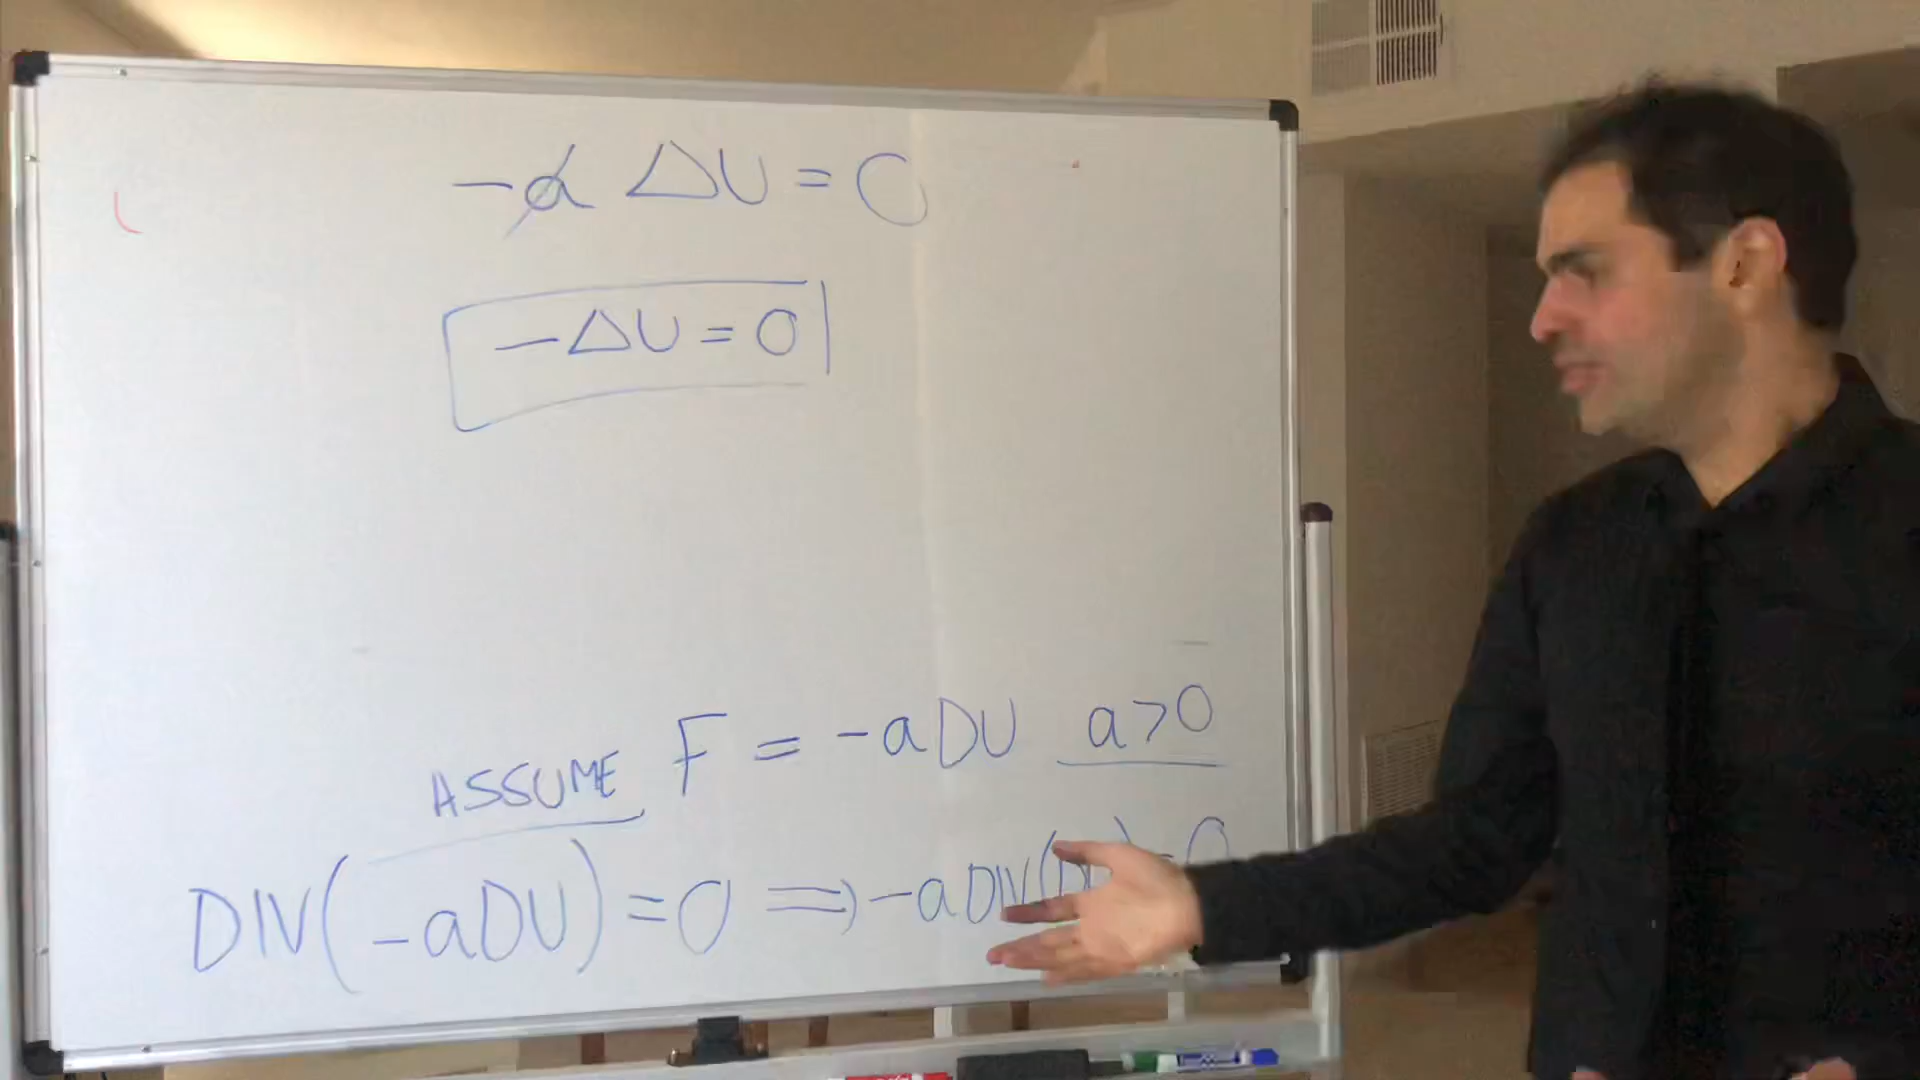 -a ΔU = 0
-ΔU = 0
ASSUME F = -aDU a>0
DIV(-aDU)=0 ⟹ -aDIV(DU)=0